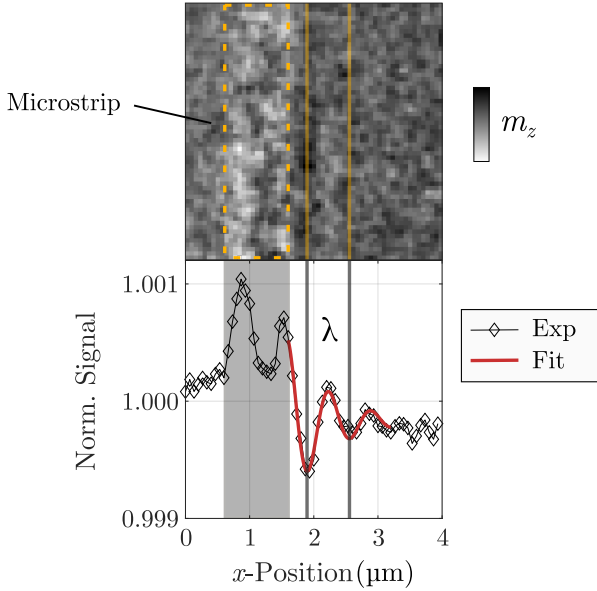 Microstrip
m_z
1.001
1.000
0.999
Norm. Signal
λ
Exp
Fit
0 1 2 3 4
x-Position (μm)